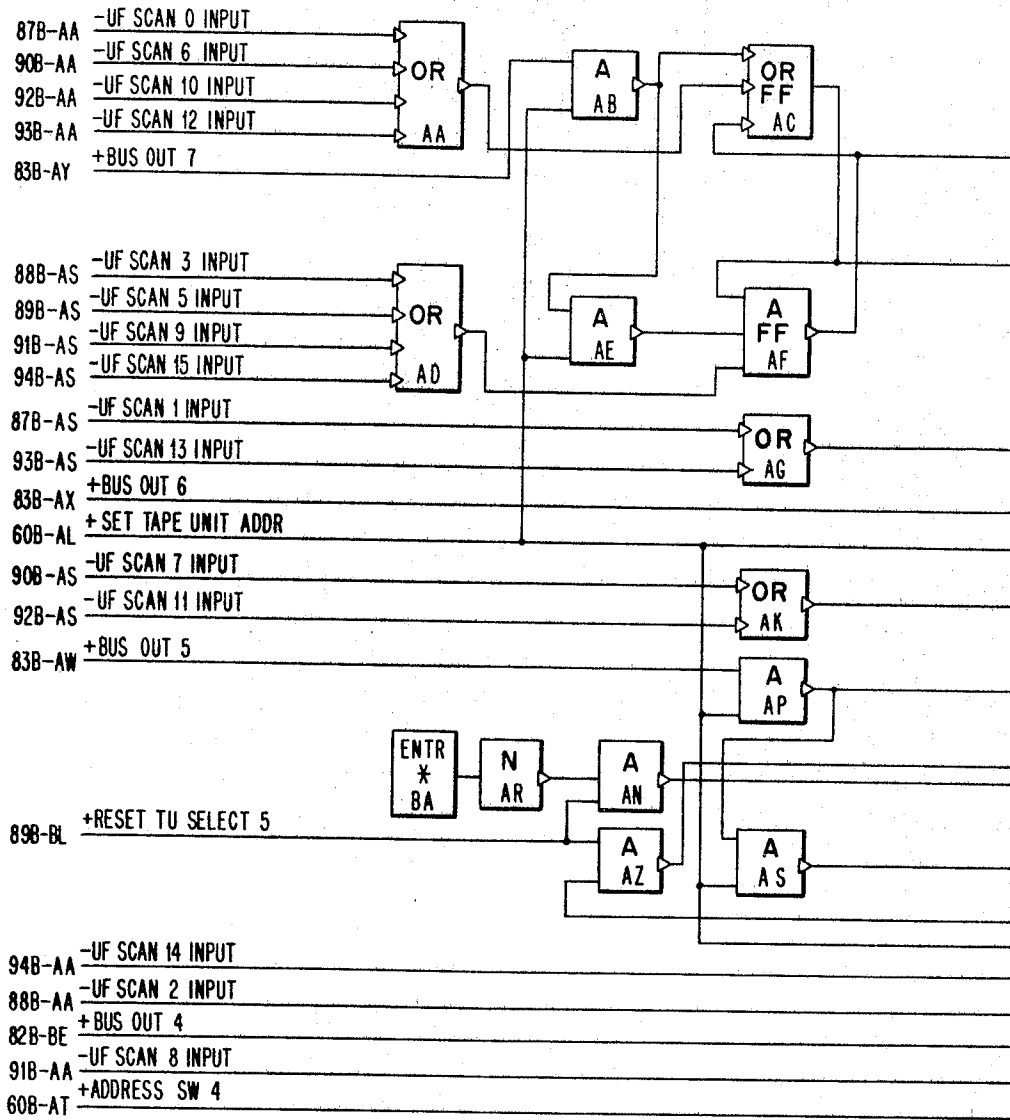 87B-AA -UF SCAN 0 INPUT
90B-AA -UF SCAN 6 INPUT
92B-AA -UF SCAN 10 INPUT
93B-AA -UF SCAN 12 INPUT
83B-AY +BUS OUT 7
OR
AA
A
AB
OR
FF
AC
88B-AS -UF SCAN 3 INPUT
89B-AS -UF SCAN 5 INPUT
91B-AS -UF SCAN 9 INPUT
94B-AS -UF SCAN 15 INPUT
OR
AD
A
AE
A
FF
AF
87B-AS -UF SCAN 1 INPUT
93B-AS -UF SCAN 13 INPUT
OR
AG
83B-AX +BUS OUT 6
60B-AL + SET TAPE UNIT ADDR
90B-AS -UF SCAN 7 INPUT
92B-AS -UF SCAN 11 INPUT
OR
AK
83B-AW +BUS OUT 5
A
AP
ENTR
*
BA
N
AR
A
AN
89B-BL +RESET TU SELECT 5
A
AZ
A
AS
94B-AA -UF SCAN 14 INPUT
88B-AA -UF SCAN 2 INPUT
82B-BE + BUS OUT 4
91B-AA -UF SCAN 8 INPUT
60B-AT +ADDRESS SW 4